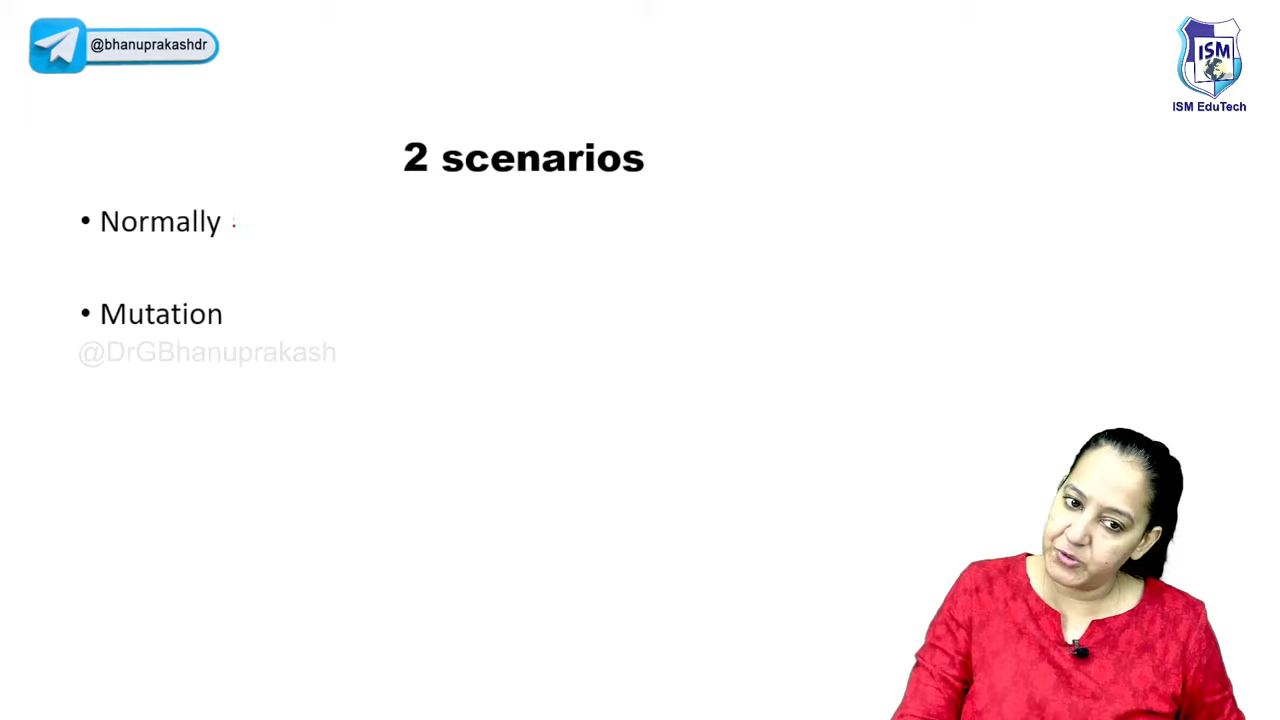 @bhanuprakashdr
ISM
ISM EduTech
2 scenarios
• Normally :
• Mutation
@DrGBhanuprakash